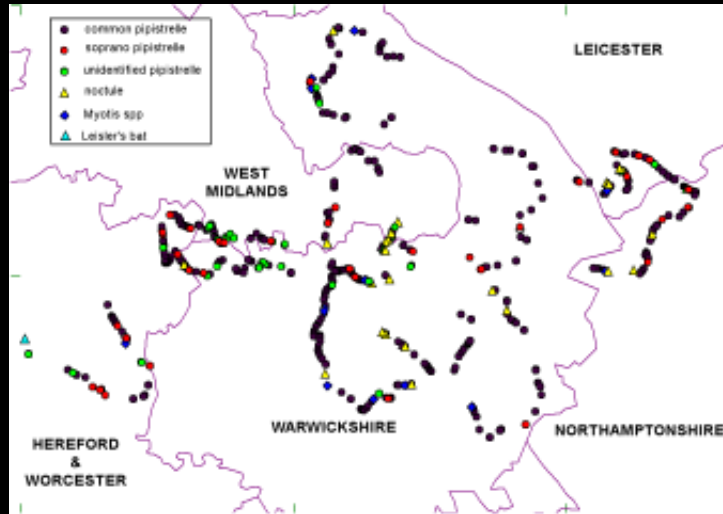 common pipistrelle
soprano pipistrelle
unidentified pipistrelle
noctule
Myotis spp
Leisler's bat
LEICESTER
WEST
MIDLANDS
WARWICKSHIRE
NORTHAMPTONSHIRE
HEREFORD
&
WORCESTER